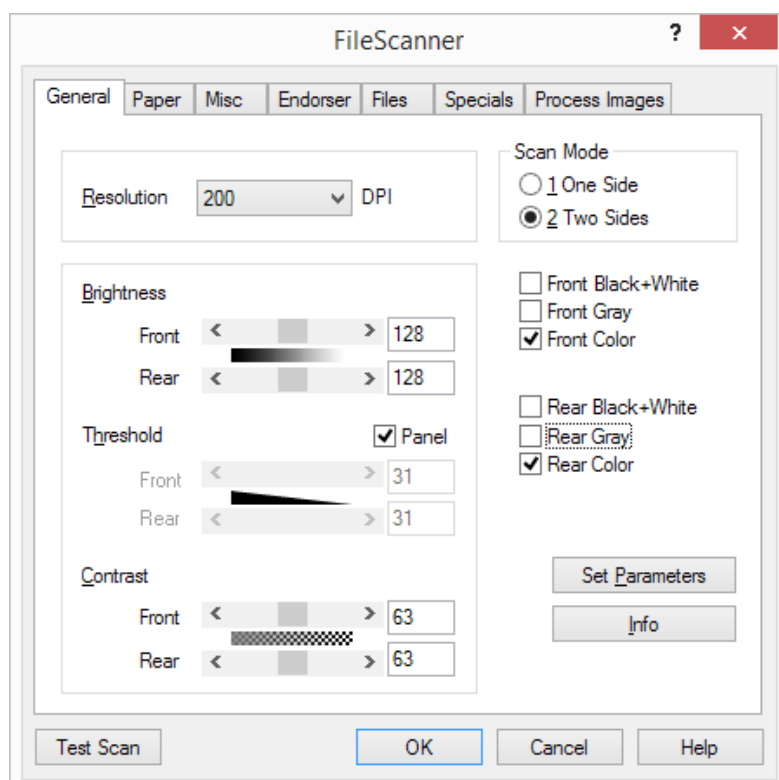 FileScanner ? ×
General Paper Misc Endorser Files Specials Process Images
Resolution 200 DPI
Scan Mode
1 One Side
2 Two Sides
Brightness
Front 128
Rear 128
Threshold Panel
Front 31
Rear 31
Contrast
Front 63
Rear 63
Front Black+White
Front Gray
Front Color
Rear Black+White
Rear Gray
Rear Color
Set Parameters
Info
Test Scan OK Cancel Help